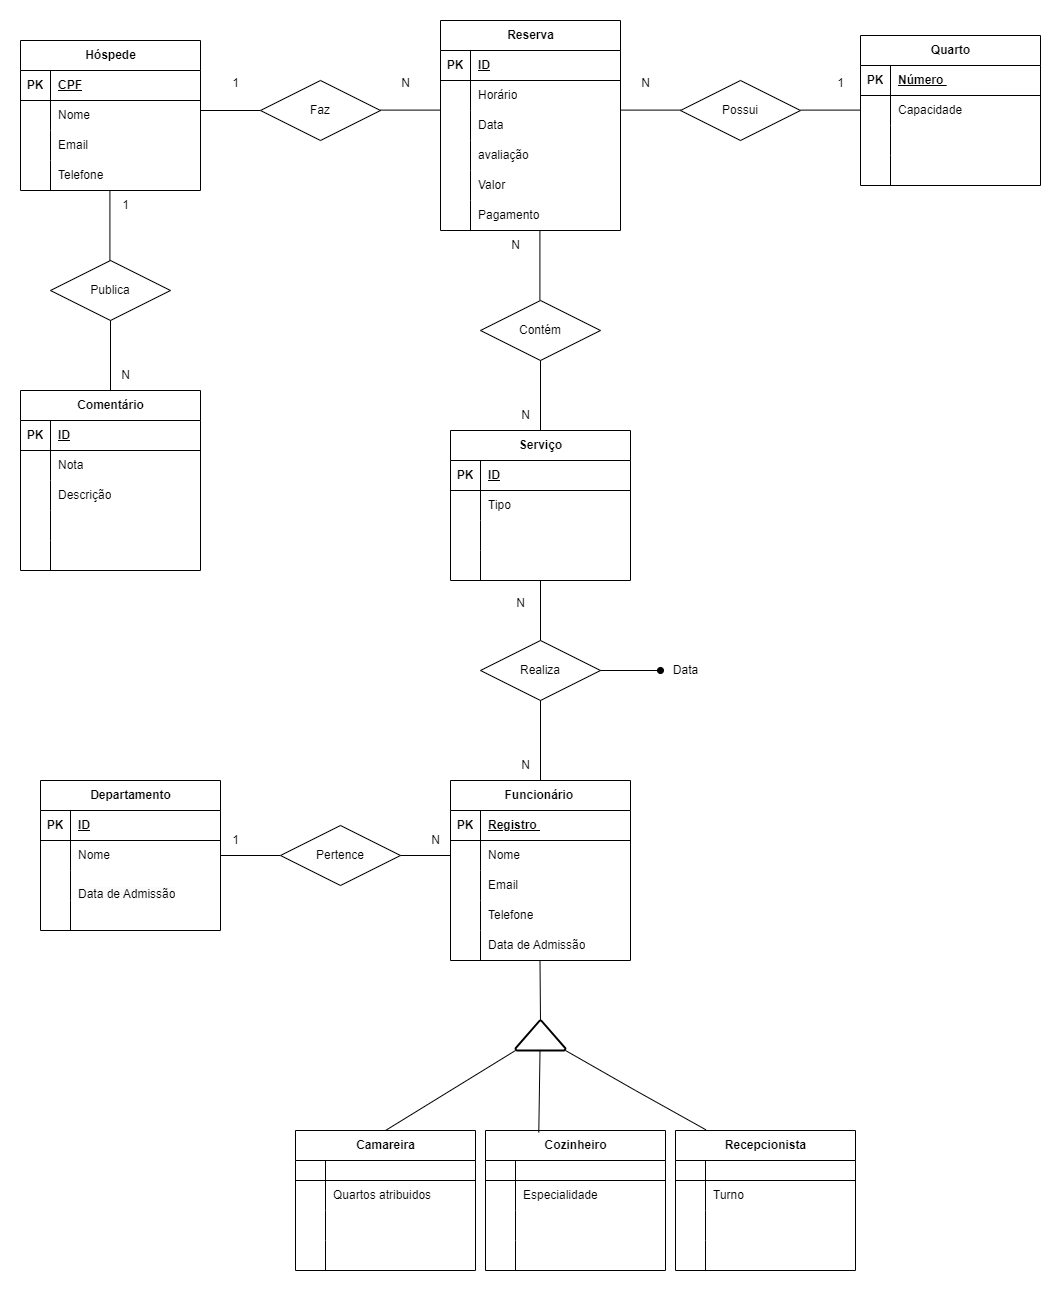 Hóspede
PK CPF
Nome
Email
Telefone
1
Faz
N
Reserva
PK ID
Horário
Data
avaliação
Valor
Pagamento
N
Possui
1
Quarto
PK Número
Capacidade
1
Publica
N
Comentário
PK ID
Nota
Descrição
N
Contém
N
Serviço
PK ID
Tipo
N
Realiza
Data
N
Departamento
PK ID
Nome
Data de Admissão
1
Pertence
N
Funcionário
PK Registro
Nome
Email
Telefone
Data de Admissão
Camareira
Quartos atribuidos
Cozinheiro
Especialidade
Recepcionista
Turno